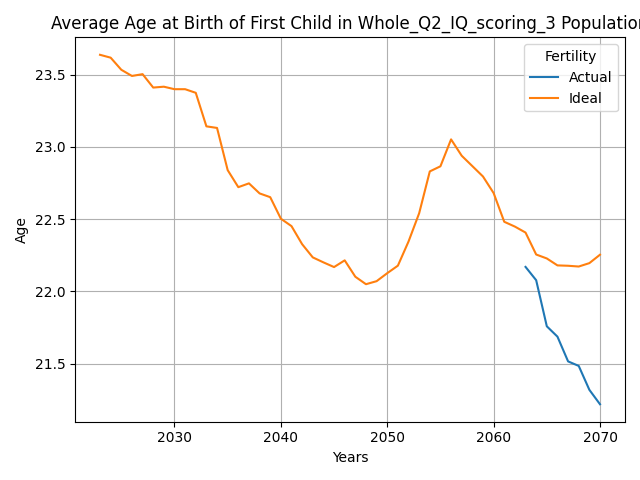 Average Age at Birth of First Child in Whole_Q2_IQ_scoring_3 Population
Fertility
Actual
Ideal
23.5
23.0
22.5
22.0
21.5
Age
2030 2040 2050 2060 2070
Years